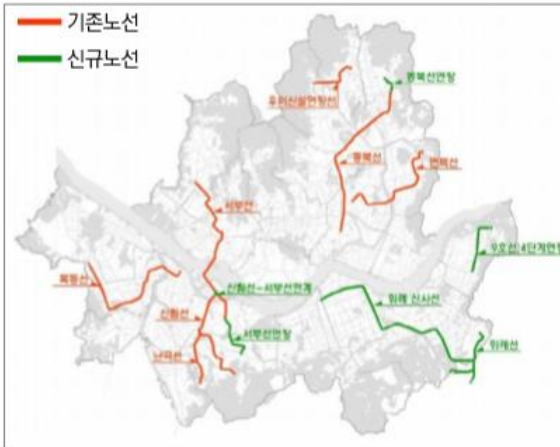 기존노선
신규노선
동북선연장
우이신설연장선
동북선
면목선
서부선
9호선4단계연장
목동선
신림선-서부선연계
위례 신사선
신림선
서부선연장
위례선
난곡선